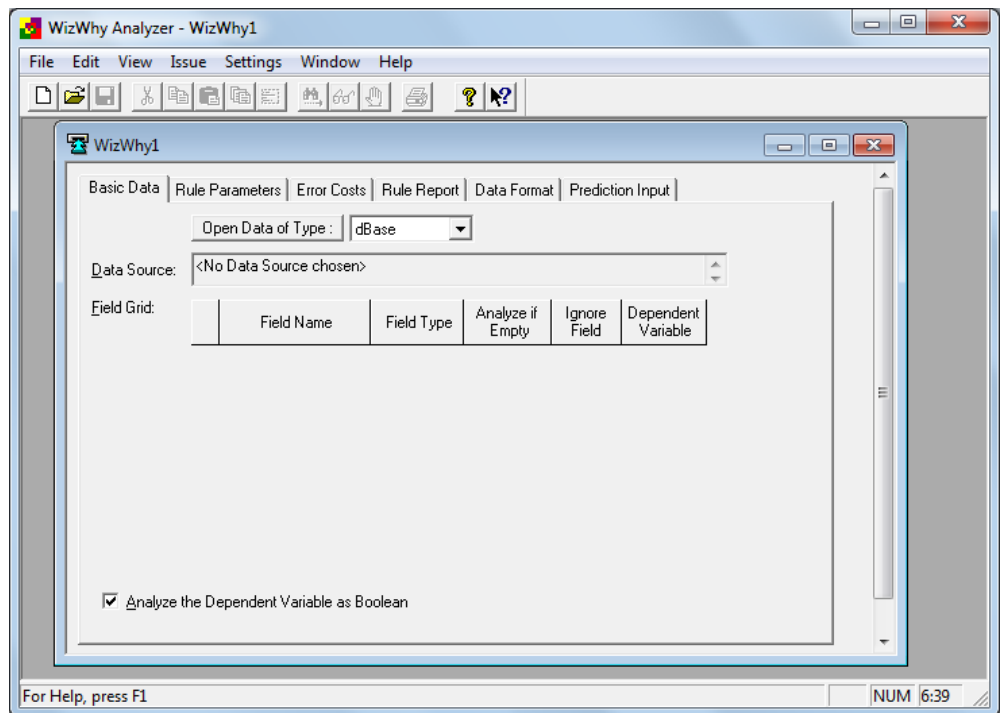 WizWhy Analyzer - WizWhy1
File Edit View Issue Settings Window Help
WizWhy1
Basic Data Rule Parameters Error Costs Rule Report Data Format Prediction Input
Open Data of Type : dBase
Data Source: <No Data Source chosen>
Field Grid:
Field Name Field Type Analyze if Empty Ignore Field Dependent Variable
Analyze the Dependent Variable as Boolean
For Help, press F1 NUM 6:39